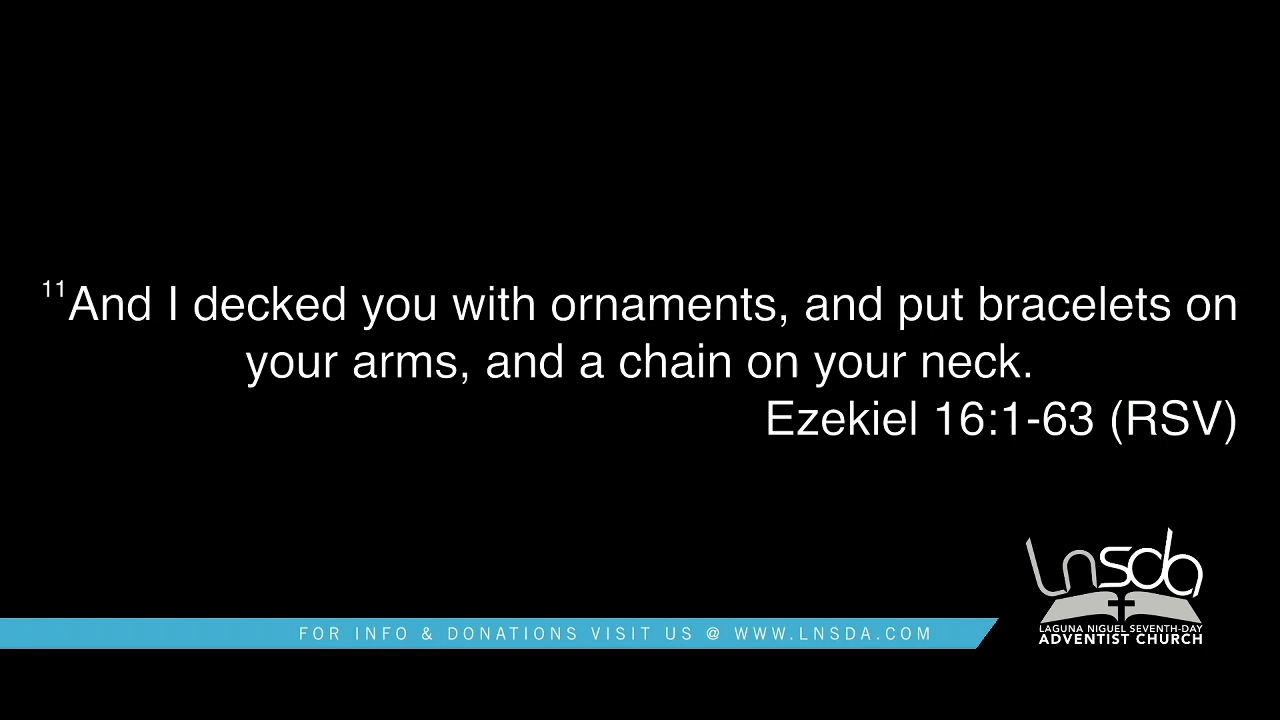 11And I decked you with ornaments, and put bracelets on
your arms, and a chain on your neck.
Ezekiel 16:1-63 (RSV)
Lnsda
LAGUNA NIGUEL SEVENTH-DAY
ADVENTIST CHURCH
FOR INFO & DONATIONS VISIT US @ WWW.LNSDA.COM